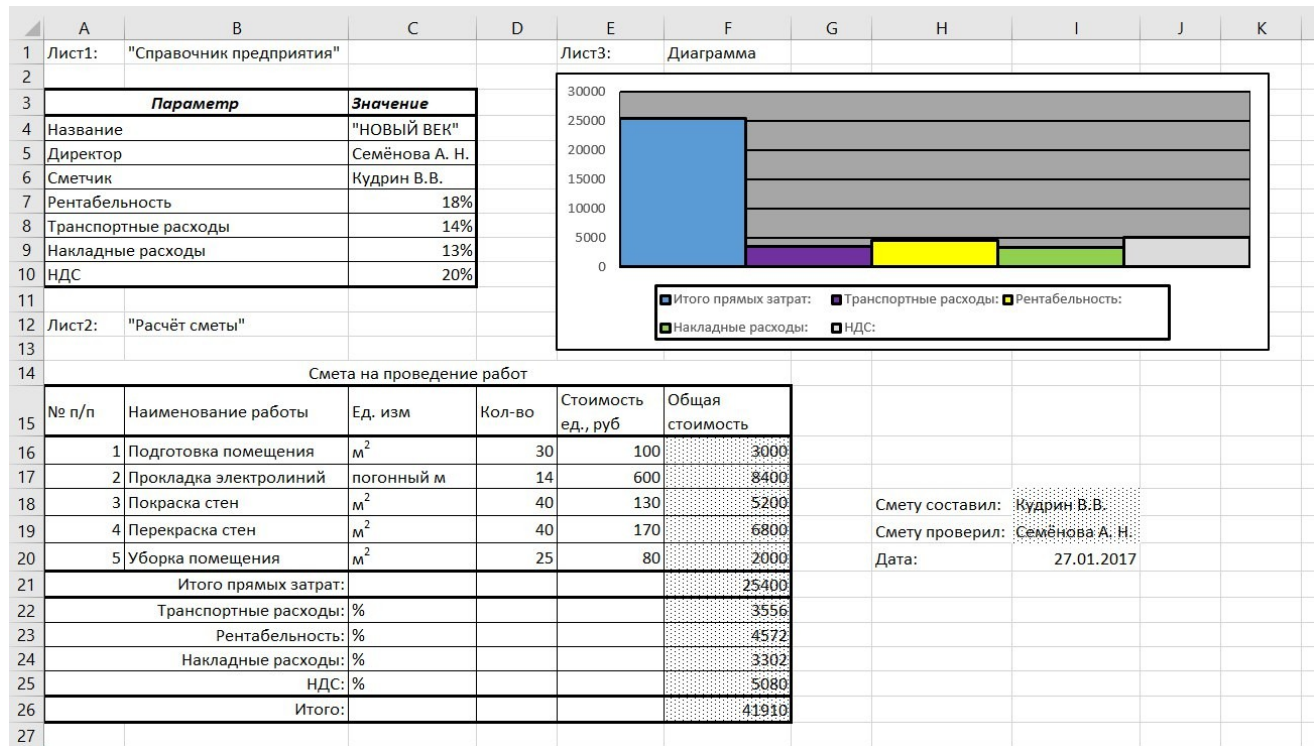 A B C D E F G H I J K
1 Лист1: "Справочник предприятия" Лист3: Диаграмма
2
3 Параметр Значение
4 Название "НОВЫЙ ВЕК"
5 Директор Семёнова А. Н.
6 Сметчик Кудрин В.В.
7 Рентабельность 18%
8 Транспортные расходы 14%
9 Накладные расходы 13%
10 НДС 20%
11
12 Лист2: "Расчёт сметы"
13
30000
25000
20000
15000
10000
5000
0
Итого прямых затрат: Транспортные расходы: Рентабельность:
Накладные расходы: НДС:
14 Смета на проведение работ
15 № п/п Наименование работы Ед. изм Кол-во Стоимость ед., руб Общая стоимость
16 1 Подготовка помещения м² 30 100 3000
17 2 Прокладка электролиний погонный м 14 600 8400
18 3 Покраска стен м² 40 130 5200 Смету составил: Кудрин В.В.
19 4 Перекраска стен м² 40 170 6800 Смету проверил: Семёнова А. Н.
20 5 Уборка помещения м² 25 80 2000 Дата: 27.01.2017
21 Итого прямых затрат: 25400
22 Транспортные расходы: % 3556
23 Рентабельность: % 4572
24 Накладные расходы: % 3302
25 НДС: % 5080
26 Итого: 41910
27